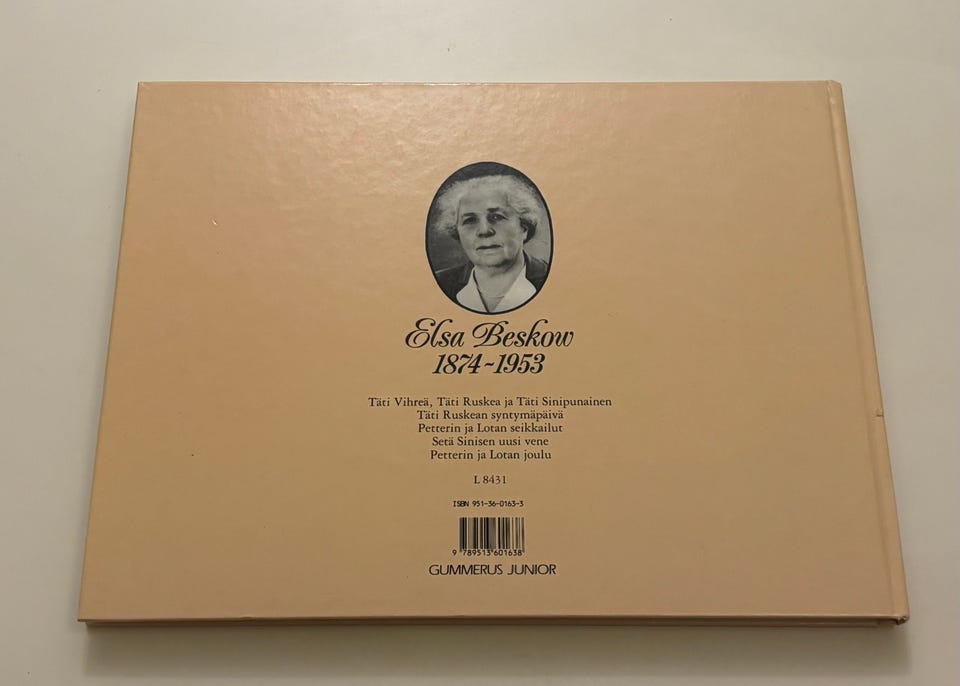 Elsa Beskow
1874~1953
Täti Vihreä, Täti Ruskea ja Täti Sinipunainen
Täti Ruskean syntymäpäivä
Petterin ja Lotan seikkailut
Setä Sinisen uusi vene
Petterin ja Lotan joulu
L 8431
ISBN 951-36-0163-3
9 789513 601638
GUMMERUS JUNIOR